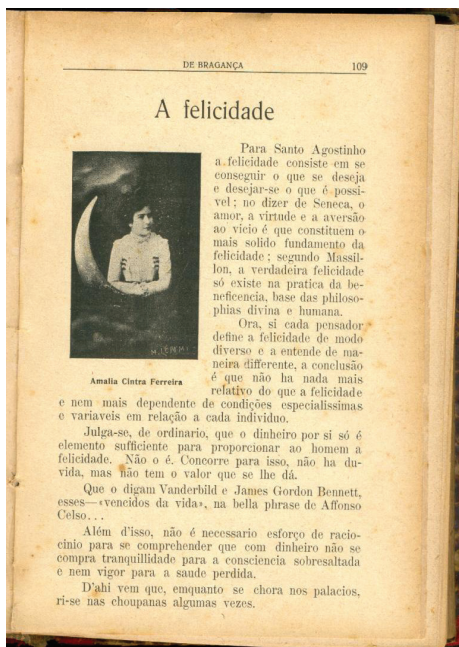 DE BRAGANÇA 109
A felicidade
Para Santo Agostinho
a felicidade consiste em se
conseguir o que se deseja
e desejar-se o que é possi-
vel; no dizer de Seneca, o
amor, a virtude e a aversão
ao vicio é que constituem o
mais solido fundamento da
felicidade; segundo Massil-
lon, a verdadeira felicidade
só existe na pratica da be-
neficencia, base das philoso-
phias divina e humana.
Ora, si cada pensador
define a felicidade de modo
diverso e a entende de ma-
neira differente, a conclusão
é que não ha nada mais
relativo do que a felicidade
Amalia Cintra Ferreira
e nem mais dependente de condições especialissimas
e variaveis em relação a cada individuo.
Julga-se, de ordinario, que o dinheiro por si só é
elemento sufficiente para proporcionar ao homem a
felicidade. Não o é. Concorre para isso, não ha du-
vida, mas não tem o valor que se lhe dá.
Que o digam Vanderbild e James Gordon Bennett,
esses—«vencidos da vida», na bella phrase de Affonso
Celso...
Além d'isso, não é necessario esforço de racio-
cinio para se comprehender que com dinheiro não se
compra tranquillidade para a consciencia sobresaltada
e nem vigor para a saude perdida.
D'ahi vem que, emquanto se chora nos palacios,
ri-se nas choupanas algumas vezes.